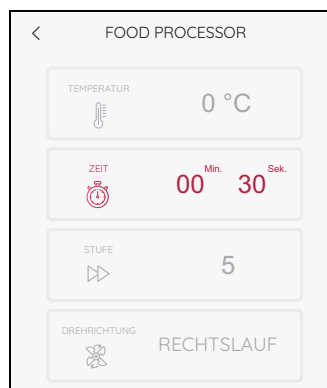 FOOD PROCESSOR
TEMPERATUR
0 °C
ZEIT
00 Min. 30 Sek.
STUFE
5
DREHRICHTUNG
RECHTSLAUF